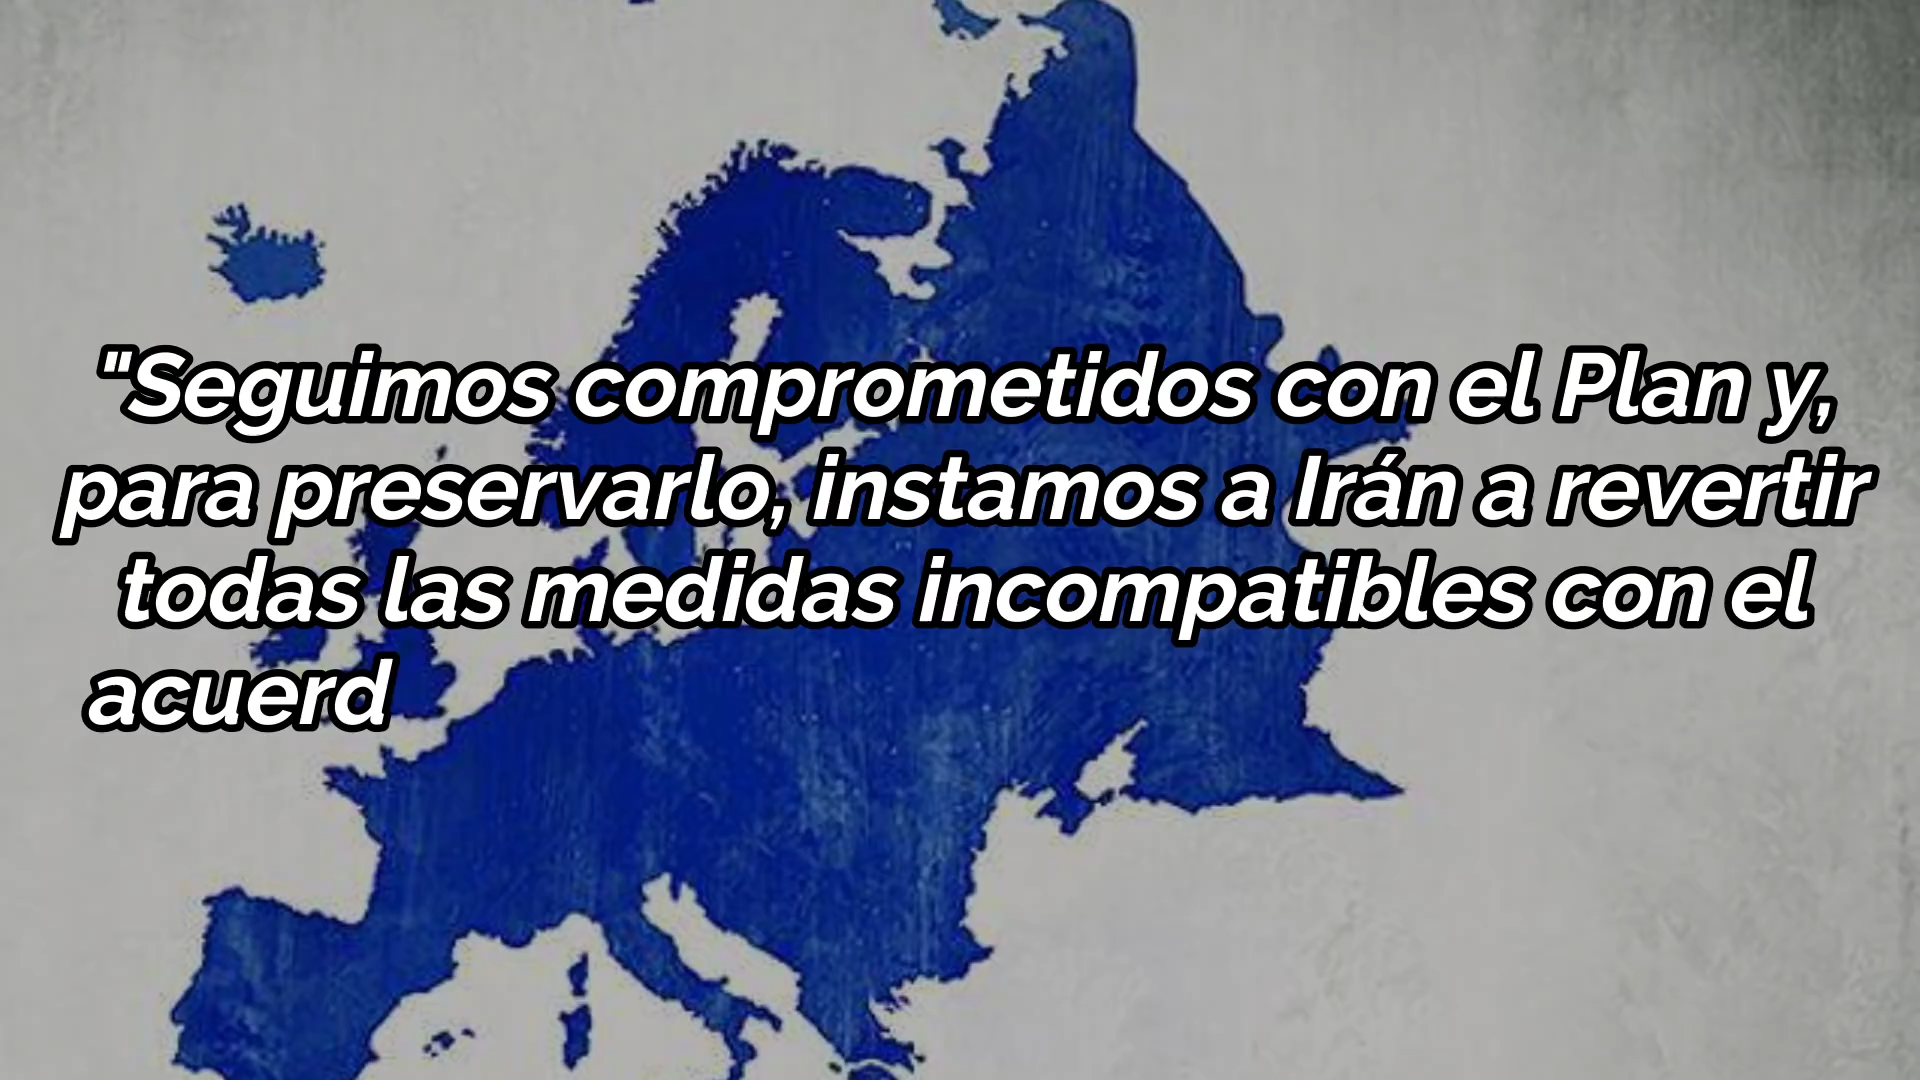 "Seguimos comprometidos con el Plan y,
para preservarlo, instamos a Irán a revertir
todas las medidas incompatibles con el
acuerd